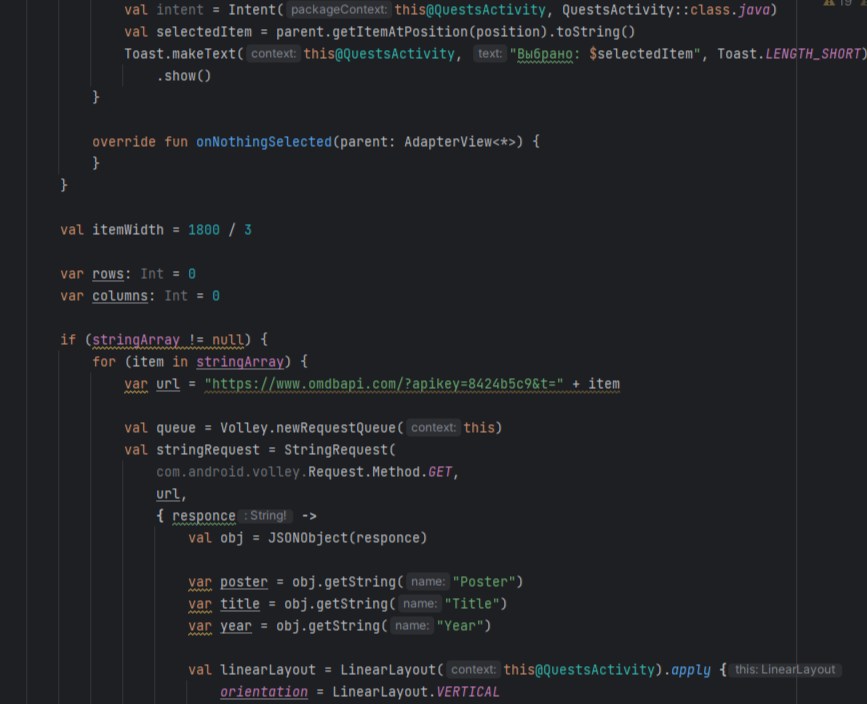 val intent = Intent( packageContext: this@QuestsActivity, QuestsActivity::class.java)
19
val selectedItem = parent.getItemAtPosition(position).toString()
Toast.makeText( context: this@QuestsActivity, text: "Выбрано: $selectedItem", Toast.LENGTH_SHORT)
.show()
}
override fun onNothingSelected(parent: AdapterView<*>) {
}
}
val itemWidth = 1800 / 3
var rows: Int = 0
var columns: Int = 0
if (stringArray != null) {
for (item in stringArray) {
var url = "https://www.omdbapi.com/?apikey=8424b5c9&t=" + item
val queue = Volley.newRequestQueue( context: this)
val stringRequest = StringRequest(
com.android.volley.Request.Method.GET,
url,
{ responce : String! ->
val obj = JSONObject(responce)
var poster = obj.getString( name: "Poster")
var title = obj.getString( name: "Title")
var year = obj.getString( name: "Year")
val linearLayout = LinearLayout( context: this@QuestsActivity).apply { this: LinearLayout
orientation = LinearLayout.VERTICAL